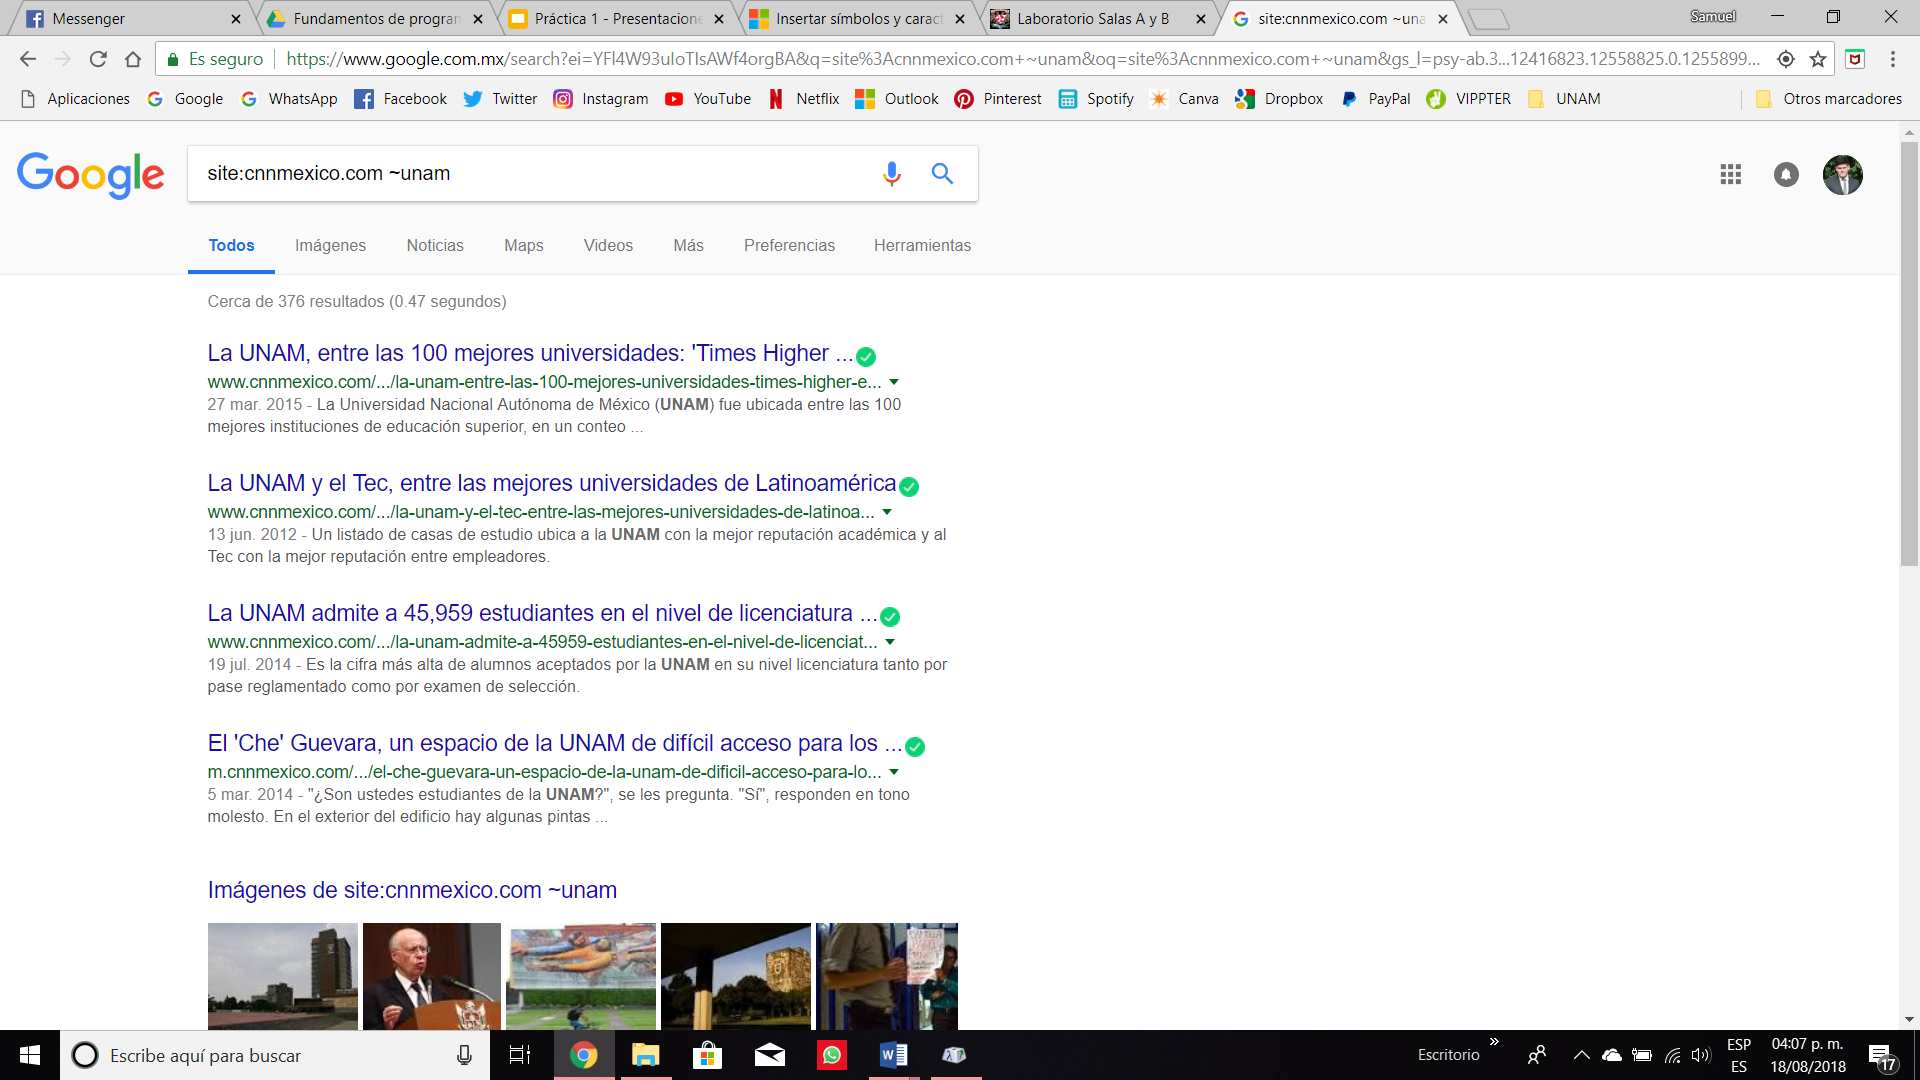 Messenger
Fundamentos de program
Práctica 1 - Presentacione
Insertar símbolos y caract
Laboratorio Salas A y B
site:cnnmexico.com ~una
Samuel
Es seguro
https://www.google.com.mx/search?ei=YFl4W93uIoTIsAWf4orgBA&q=site%3Acnnmexico.com+~unam&oq=site%3Acnnmexico.com+~unam&gs_l=psy-ab.3...12416823.12558825.0.1255899...
Aplicaciones
Google
WhatsApp
Facebook
Twitter
Instagram
YouTube
Netflix
Outlook
Pinterest
Spotify
Canva
Dropbox
PayPal
VIPPTER
UNAM
Otros marcadores
Google
site:cnnmexico.com ~unam
Todos
Imágenes
Noticias
Maps
Videos
Más
Preferencias
Herramientas
Cerca de 376 resultados (0.47 segundos)
La UNAM, entre las 100 mejores universidades: 'Times Higher ...
www.cnnmexico.com/.../la-unam-entre-las-100-mejores-universidades-times-higher-e...
27 mar. 2015 - La Universidad Nacional Autónoma de México (UNAM) fue ubicada entre las 100
mejores instituciones de educación superior, en un conteo ...
La UNAM y el Tec, entre las mejores universidades de Latinoamérica
www.cnnmexico.com/.../la-unam-y-el-tec-entre-las-mejores-universidades-de-latinoa...
13 jun. 2012 - Un listado de casas de estudio ubica a la UNAM con la mejor reputación académica y al
Tec con la mejor reputación entre empleadores.
La UNAM admite a 45,959 estudiantes en el nivel de licenciatura ...
www.cnnmexico.com/.../la-unam-admite-a-45959-estudiantes-en-el-nivel-de-licenciat...
19 jul. 2014 - Es la cifra más alta de alumnos aceptados por la UNAM en su nivel licenciatura tanto por
pase reglamentado como por examen de selección.
El 'Che' Guevara, un espacio de la UNAM de difícil acceso para los ...
m.cnnmexico.com/.../el-che-guevara-un-espacio-de-la-unam-de-dificil-acceso-para-lo...
5 mar. 2014 - "¿Son ustedes estudiantes de la UNAM?", se les pregunta. "Sí", responden en tono
molesto. En el exterior del edificio hay algunas pintas ...
Imágenes de site:cnnmexico.com ~unam
Escribe aquí para buscar
Escritorio
ESP
ES
04:07 p. m.
18/08/2018
17